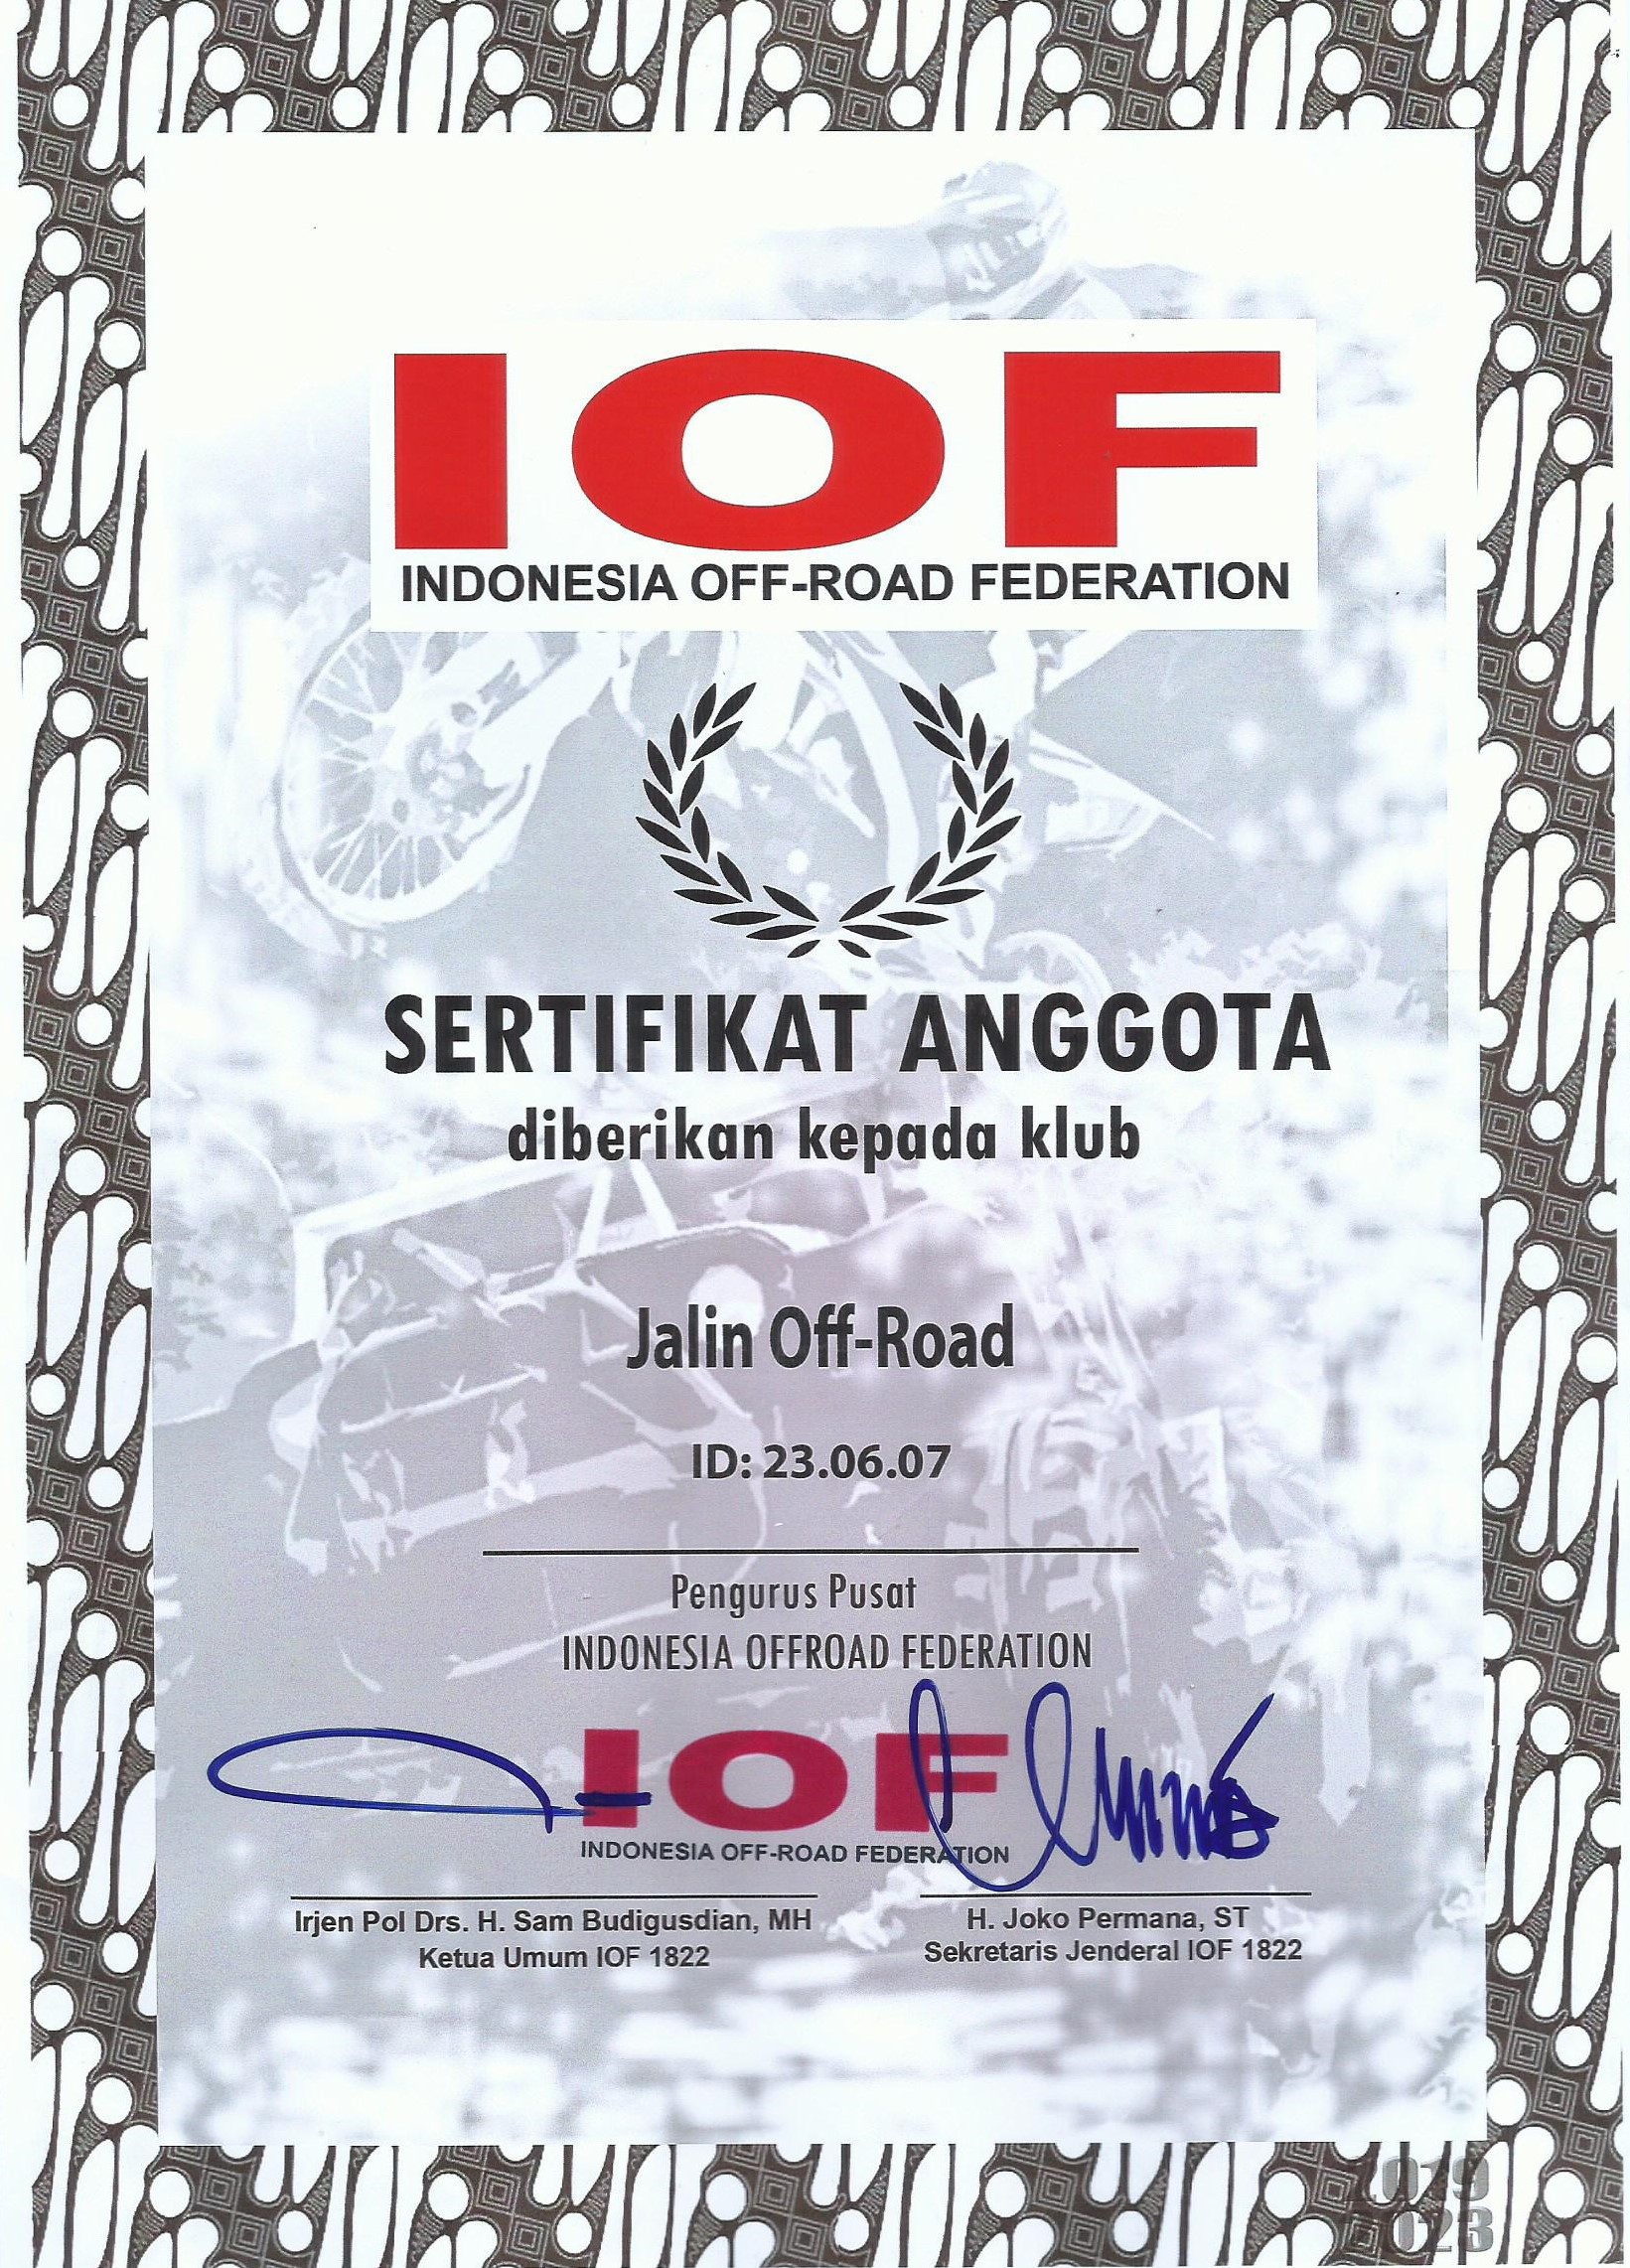 IOF
INDONESIA OFF-ROAD FEDERATION
SERTIFIKAT ANGGOTA
diberikan kepada klub
Jalin Off-Road
ID: 23.06.07
Pengurus Pusat
INDONESIA OFFROAD FEDERATION
IOF
INDONESIA OFF-ROAD FEDERATION
Irjen Pol Drs. H. Sam Budigusdian, MH
Ketua Umum IOF 1822
H. Joko Permana, ST
Sekretaris Jenderal IOF 1822
2019
2023